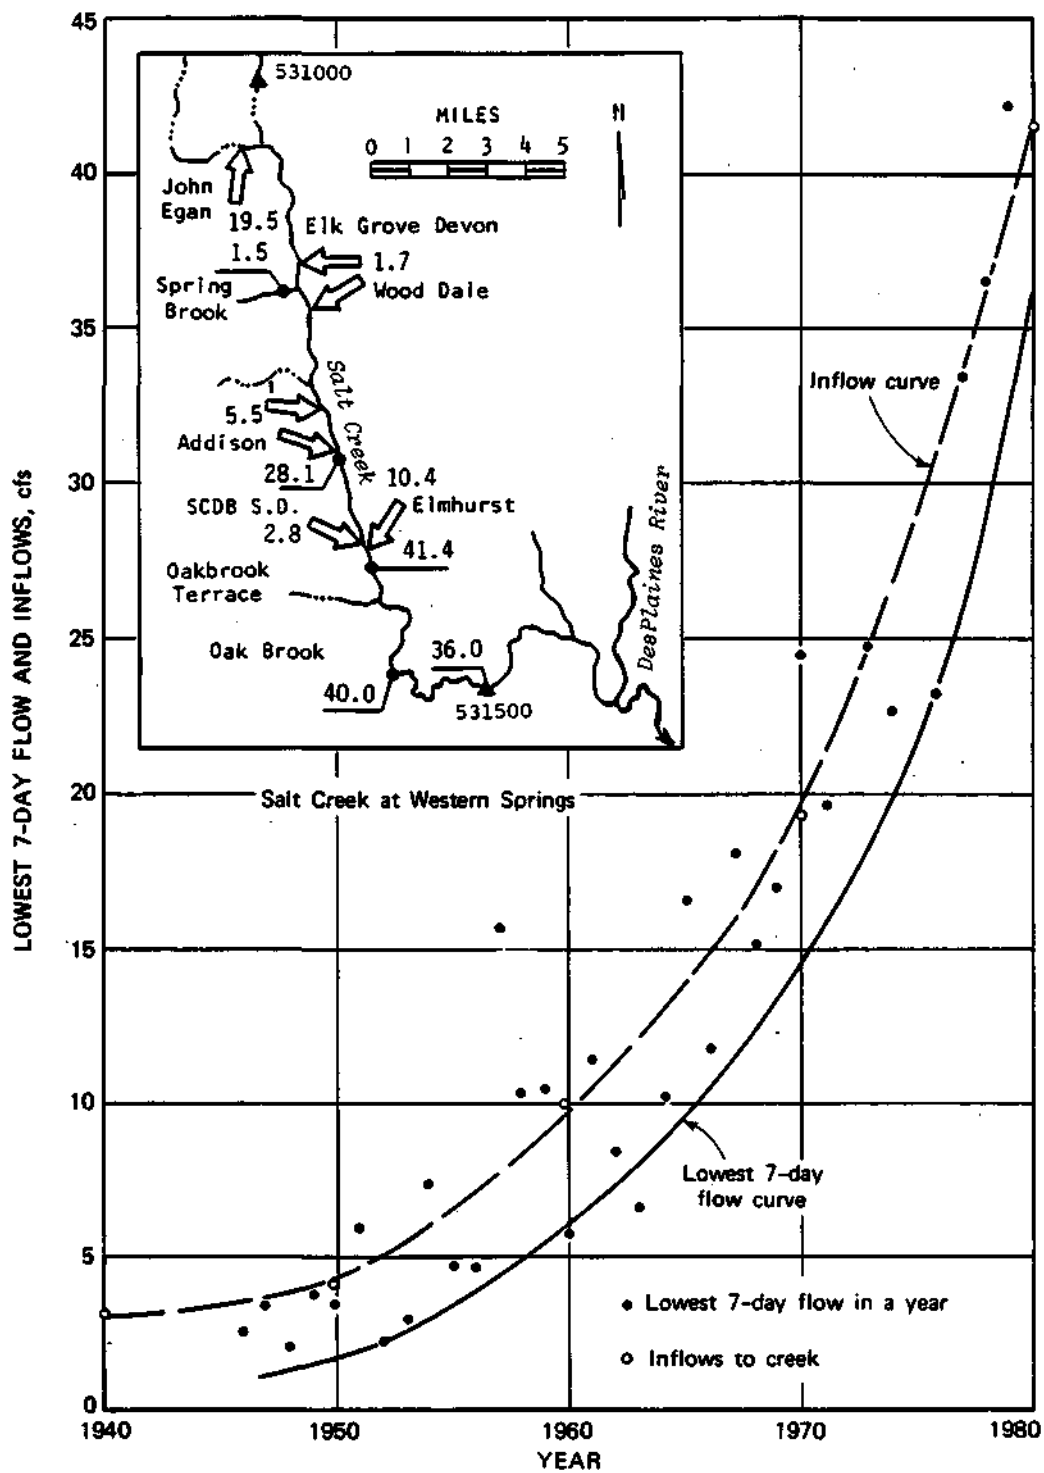 LOWEST 7-DAY FLOW AND INFLOWS, cfs
45
40
35
30
25
20
15
10
5
0
531000
MILES
N
0 1 2 3 4 5
John
Egan
19.5
Elk Grove Devon
1.5
1.7
Spring
Brook
Wood Dale
Salt Creek
5.5
Addison
28.1
10.4
SCDB S.D.
Elmhurst
2.8
41.4
Oakbrook
Terrace
DesPlaines River
Oak Brook
36.0
40.0
531500
Inflow curve
Salt Creek at Western Springs
Lowest 7-day
flow curve
Lowest 7-day flow in a year
Inflows to creek
1940 1950 1960 1970 1980
YEAR